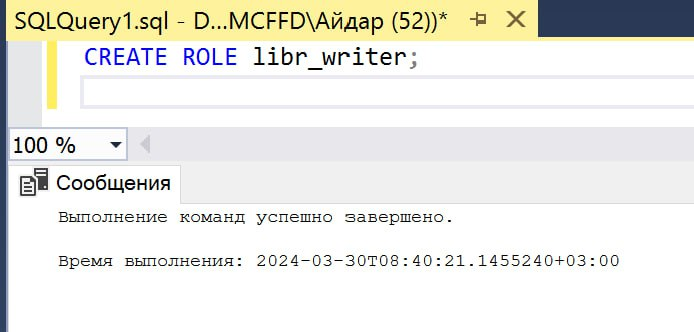 SQLQuery1.sql - D...MCFFD\Айдар (52))*
CREATE ROLE libr_writer;
100 %
Сообщения
Выполнение команд успешно завершено.
Время выполнения: 2024-03-30T08:40:21.1455240+03:00